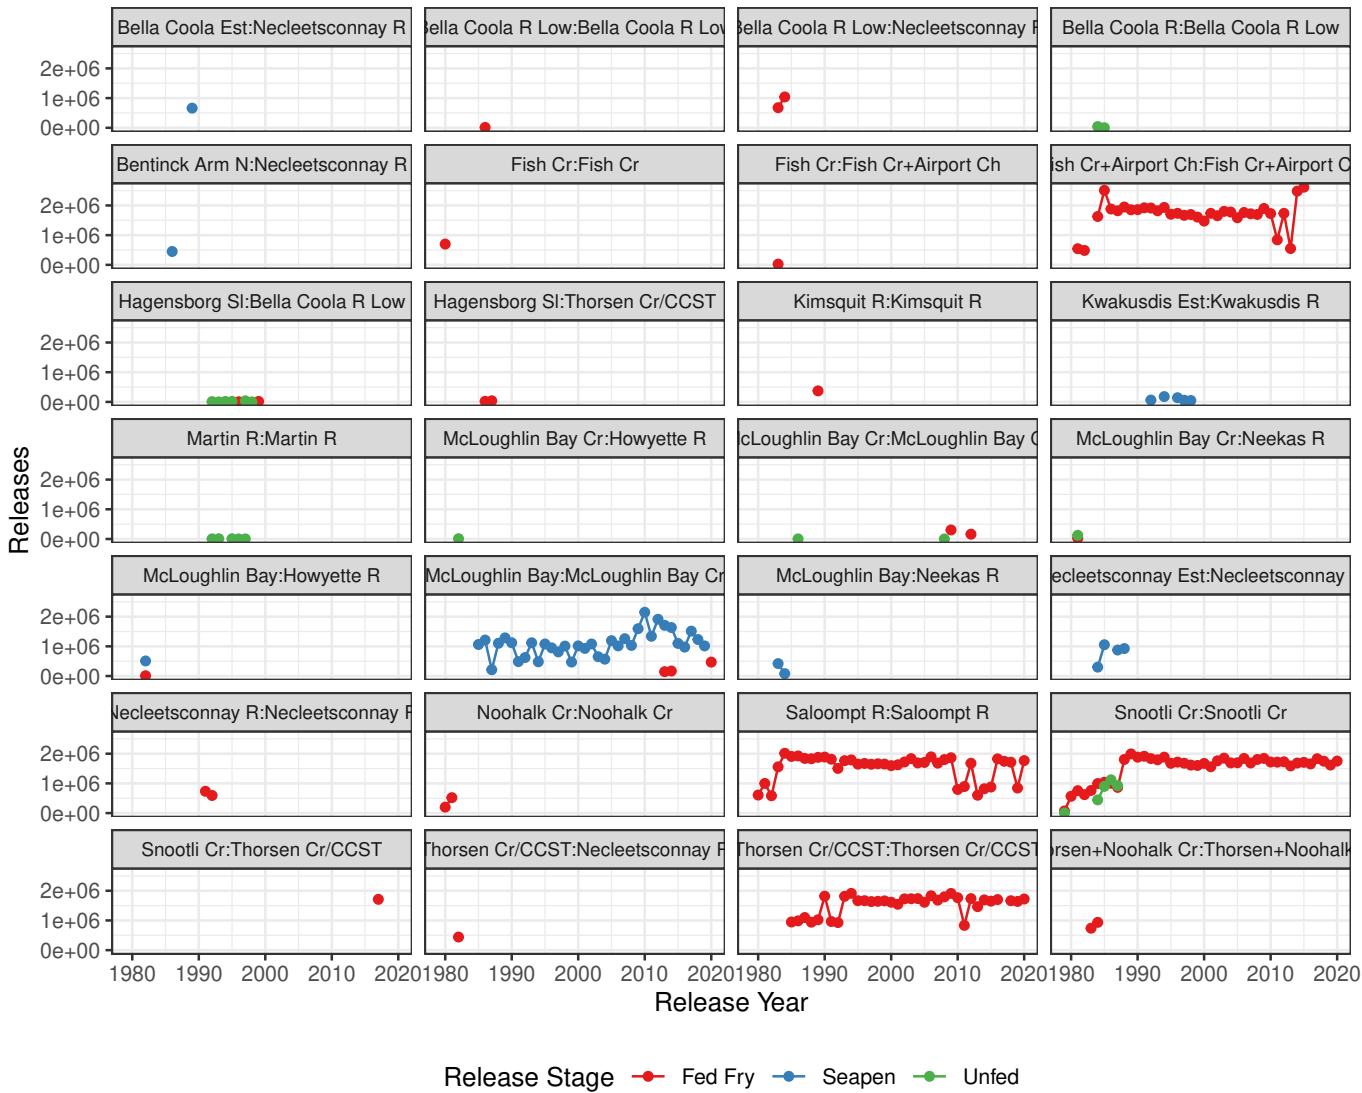 Bella Coola Est:Necleetsconnay R
Bella Coola R Low:Bella Coola R Low
Bella Coola R Low:Necleetsconnay R
Bella Coola R:Bella Coola R Low
2e+06
1e+06
0e+00
Bentinck Arm N:Necleetsconnay R
Fish Cr:Fish Cr
Fish Cr:Fish Cr+Airport Ch
ish Cr+Airport Ch:Fish Cr+Airport C
2e+06
1e+06
0e+00
Hagensborg Sl:Bella Coola R Low
Hagensborg Sl:Thorsen Cr/CCST
Kimsquit R:Kimsquit R
Kwakusdis Est:Kwakusdis R
2e+06
1e+06
0e+00
Martin R:Martin R
McLoughlin Bay Cr:Howyette R
cLoughlin Bay Cr:McLoughlin Bay C
McLoughlin Bay Cr:Neekas R
2e+06
1e+06
0e+00
McLoughlin Bay:Howyette R
McLoughlin Bay:McLoughlin Bay Cr
McLoughlin Bay:Neekas R
ecleetsconnay Est:Necleetsconnay
2e+06
1e+06
0e+00
Necleetsconnay R:Necleetsconnay R
Noohalk Cr:Noohalk Cr
Saloompt R:Saloompt R
Snootli Cr:Snootli Cr
2e+06
1e+06
0e+00
Snootli Cr:Thorsen Cr/CCST
Thorsen Cr/CCST:Necleetsconnay R
Thorsen Cr/CCST:Thorsen Cr/CCST
orsen+Noohalk Cr:Thorsen+Noohalk
2e+06
1e+06
0e+00
1980 1990 2000 2010 2020
1980 1990 2000 2010 2020
1980 1990 2000 2010 2020
1980 1990 2000 2010 2020
Releases
Release Year
Release Stage Fed Fry Seapen Unfed